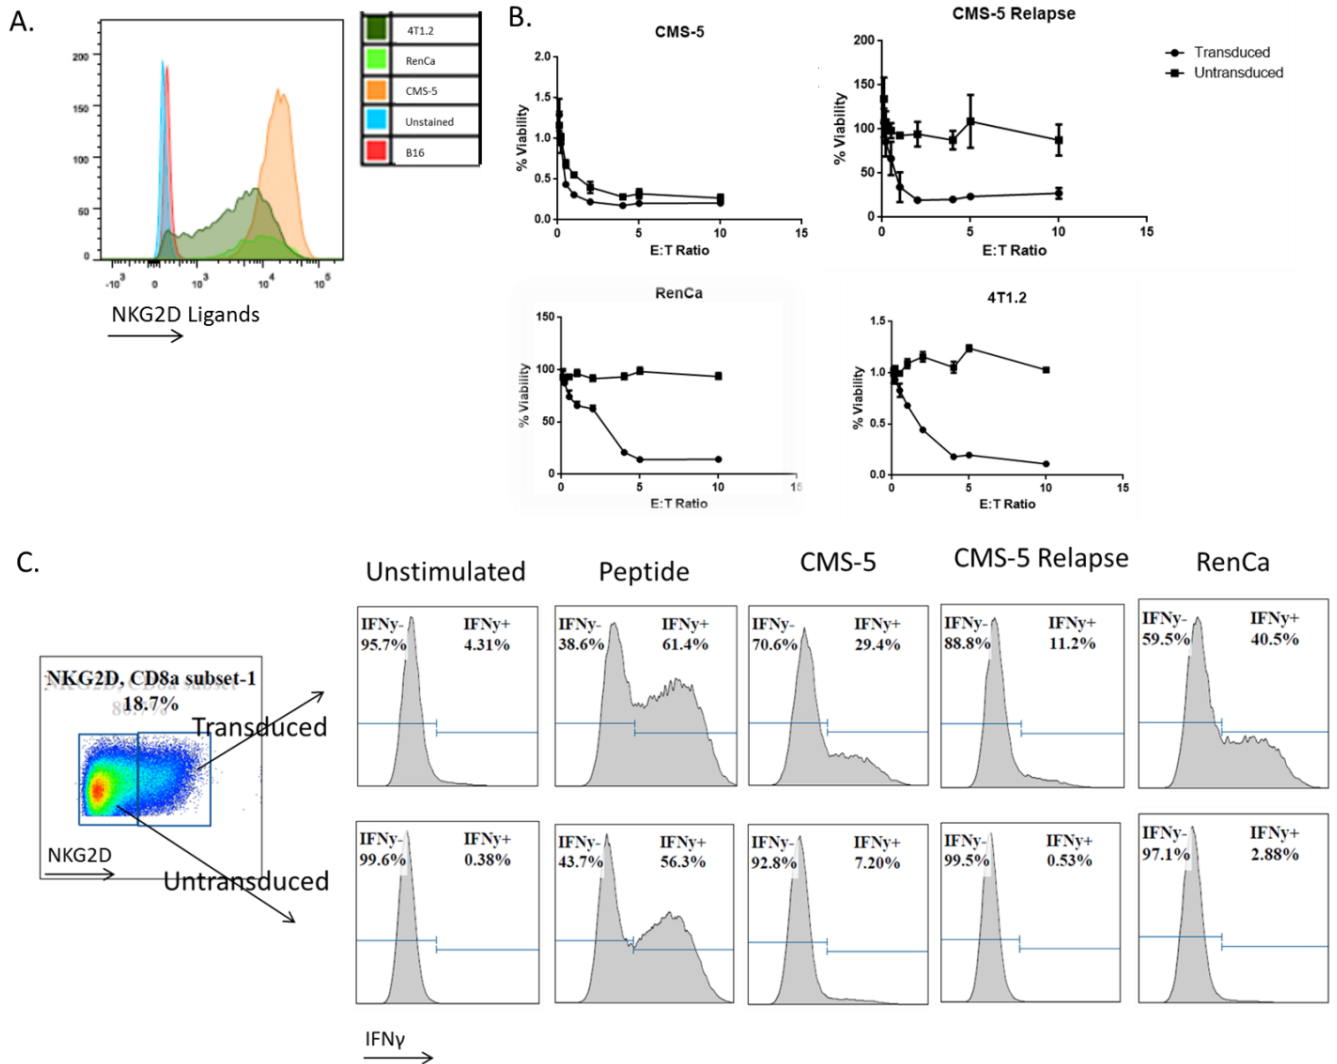 A.
200
150
100
50
0
-10³ 0 10³ 10⁴ 10⁵
NKG2D Ligands
4T1.2
RenCa
CMS-5
Unstained
B16
B.
CMS-5
2.0
1.5
1.0
0.5
0.0
% Viability
0 5 10 15
E:T Ratio
CMS-5 Relapse
200
150
100
50
0
% Viability
0 5 10 15
E:T Ratio
Transduced
Untransduced
RenCa
150
100
50
0
% Viability
0 5 10 15
E:T Ratio
4T1.2
1.5
1.0
0.5
0.0
% Viability
0 5 10 15
E:T Ratio
C.
NKG2D, CD8a subset-1
18.7%
Transduced
NKG2D
Untransduced
Unstimulated Peptide CMS-5 CMS-5 Relapse RenCa
IFNy- IFNy+
95.7% 4.31%
IFNy- IFNy+
38.6% 61.4%
IFNy- IFNy+
70.6% 29.4%
IFNy- IFNy+
88.8% 11.2%
IFNy- IFNy+
59.5% 40.5%
IFNy- IFNy+
99.6% 0.38%
IFNy- IFNy+
43.7% 56.3%
IFNy- IFNy+
92.8% 7.20%
IFNy- IFNy+
99.5% 0.53%
IFNy- IFNy+
97.1% 2.88%
IFNγ